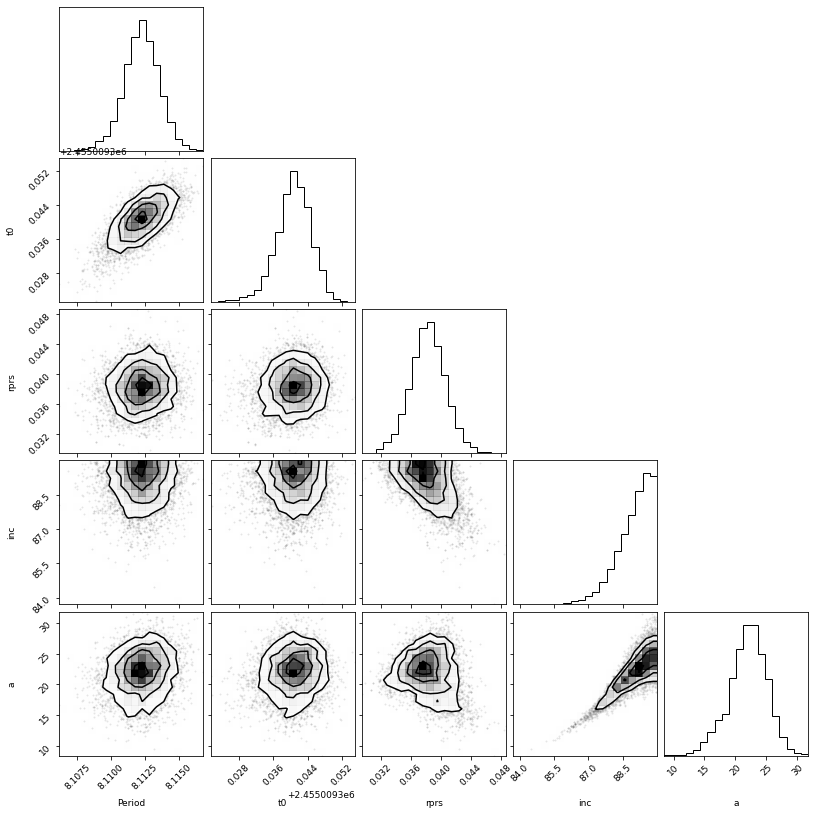 +2.4550093e6
0.052
0.044
0.036
0.028
t0
0.048
0.044
0.040
0.036
0.032
rprs
88.5
87.0
85.5
84.0
inc
30
25
20
15
10
a
8.1075 8.1100 8.1125 8.1150
0.028 0.036 0.044 0.052
0.032 0.036 0.040 0.044 0.048
84.0 85.5 87.0 88.5
10 15 20 25 30
+2.4550093e6
Period t0 rprs inc a